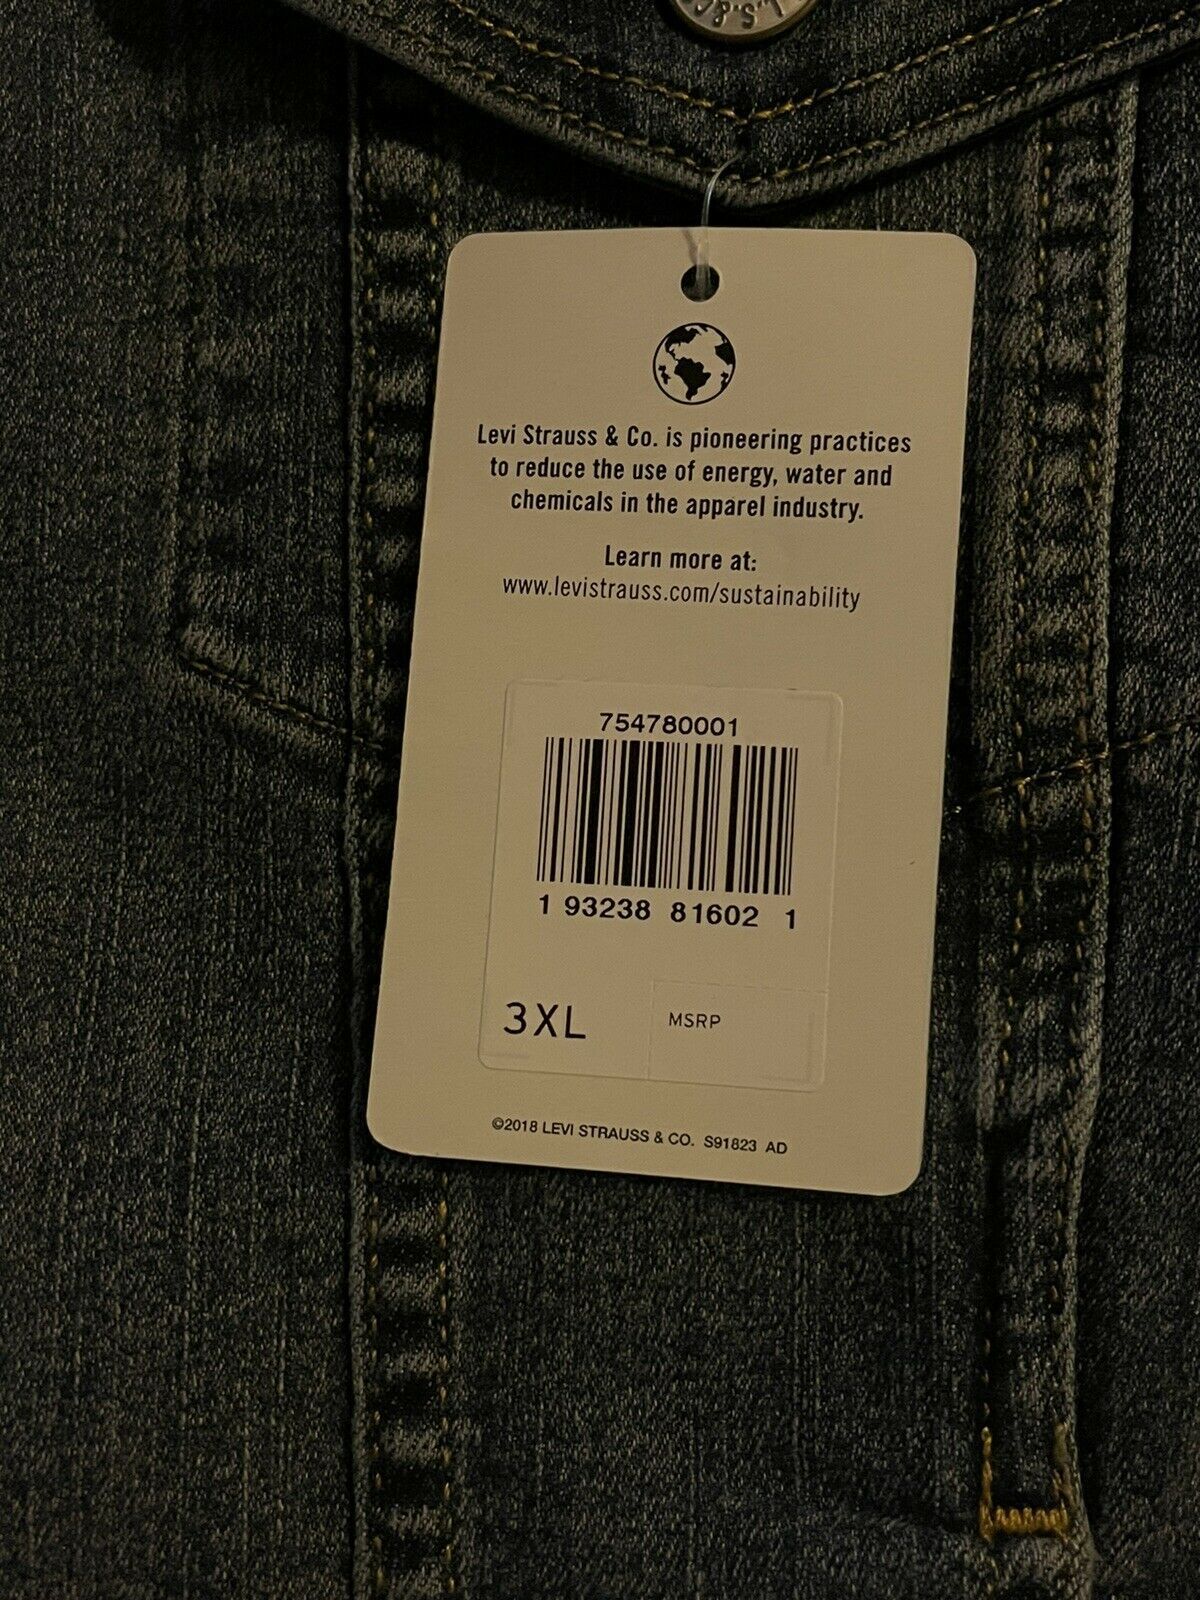 L.S.&CO
Levi Strauss & Co. is pioneering practices
to reduce the use of energy, water and
chemicals in the apparel industry.
Learn more at:
www.levistrauss.com/sustainability
754780001
1 93238 81602 1
3XL
MSRP
©2018 LEVI STRAUSS & CO. S91823 AD